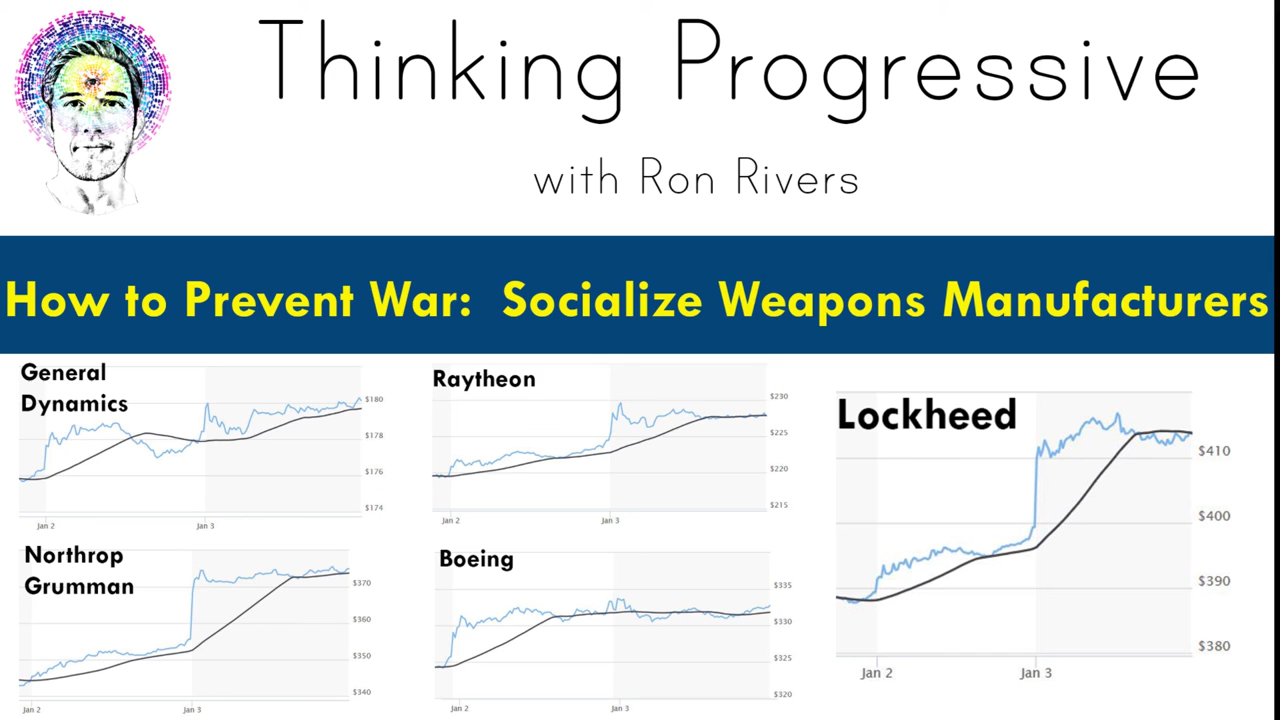 Thinking Progressive
with Ron Rivers
How to Prevent War: Socialize Weapons Manufacturers
General
Dynamics
$180
$178
$176
$174
Jan 2
Jan 3
Raytheon
$230
$225
$220
$215
Jan 2
Jan 3
Lockheed
$410
$400
$390
$380
Jan 2
Jan 3
Northrop
Grumman
$370
$360
$350
$340
Jan 2
Jan 3
Boeing
$335
$330
$325
$320
Jan 2
Jan 3